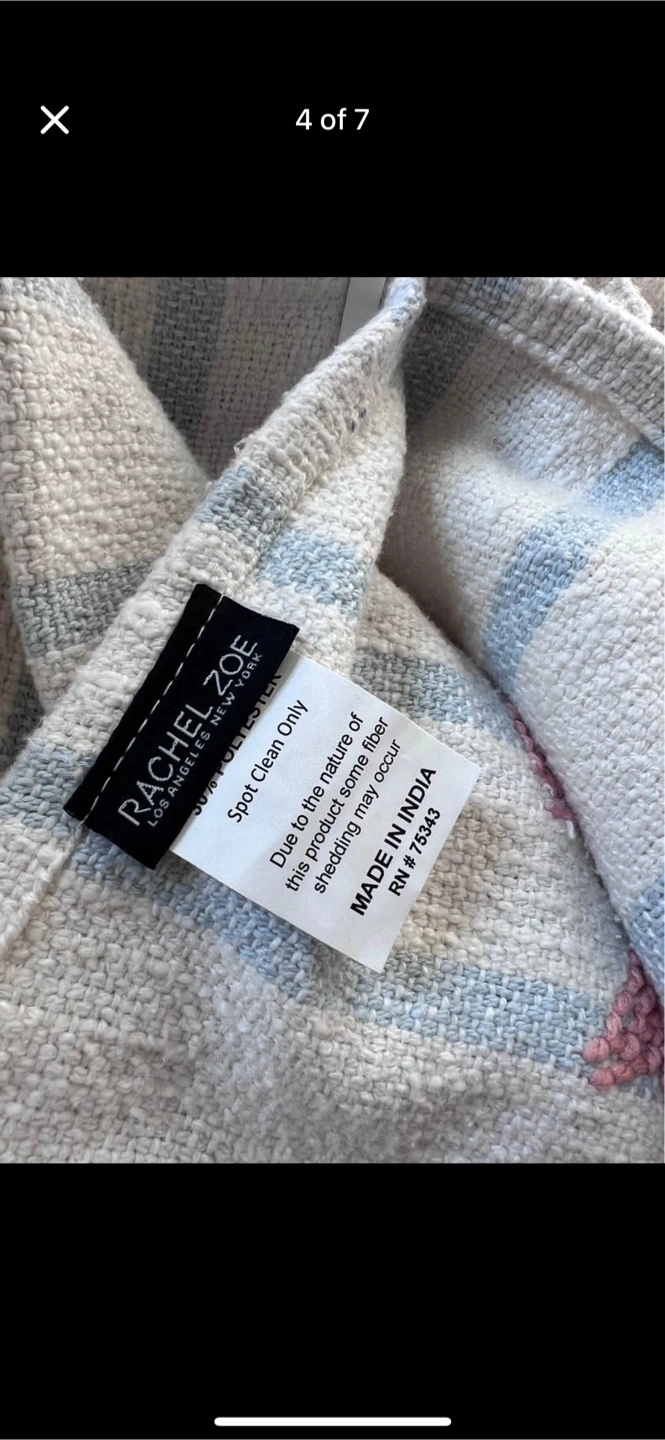 4 of 7
RACHEL ZOE
LOS ANGELES NEW YORK
POLYESTER
Spot Clean Only
Due to the nature of
this product some fiber
shedding may occur
MADE IN INDIA
RN # 75343